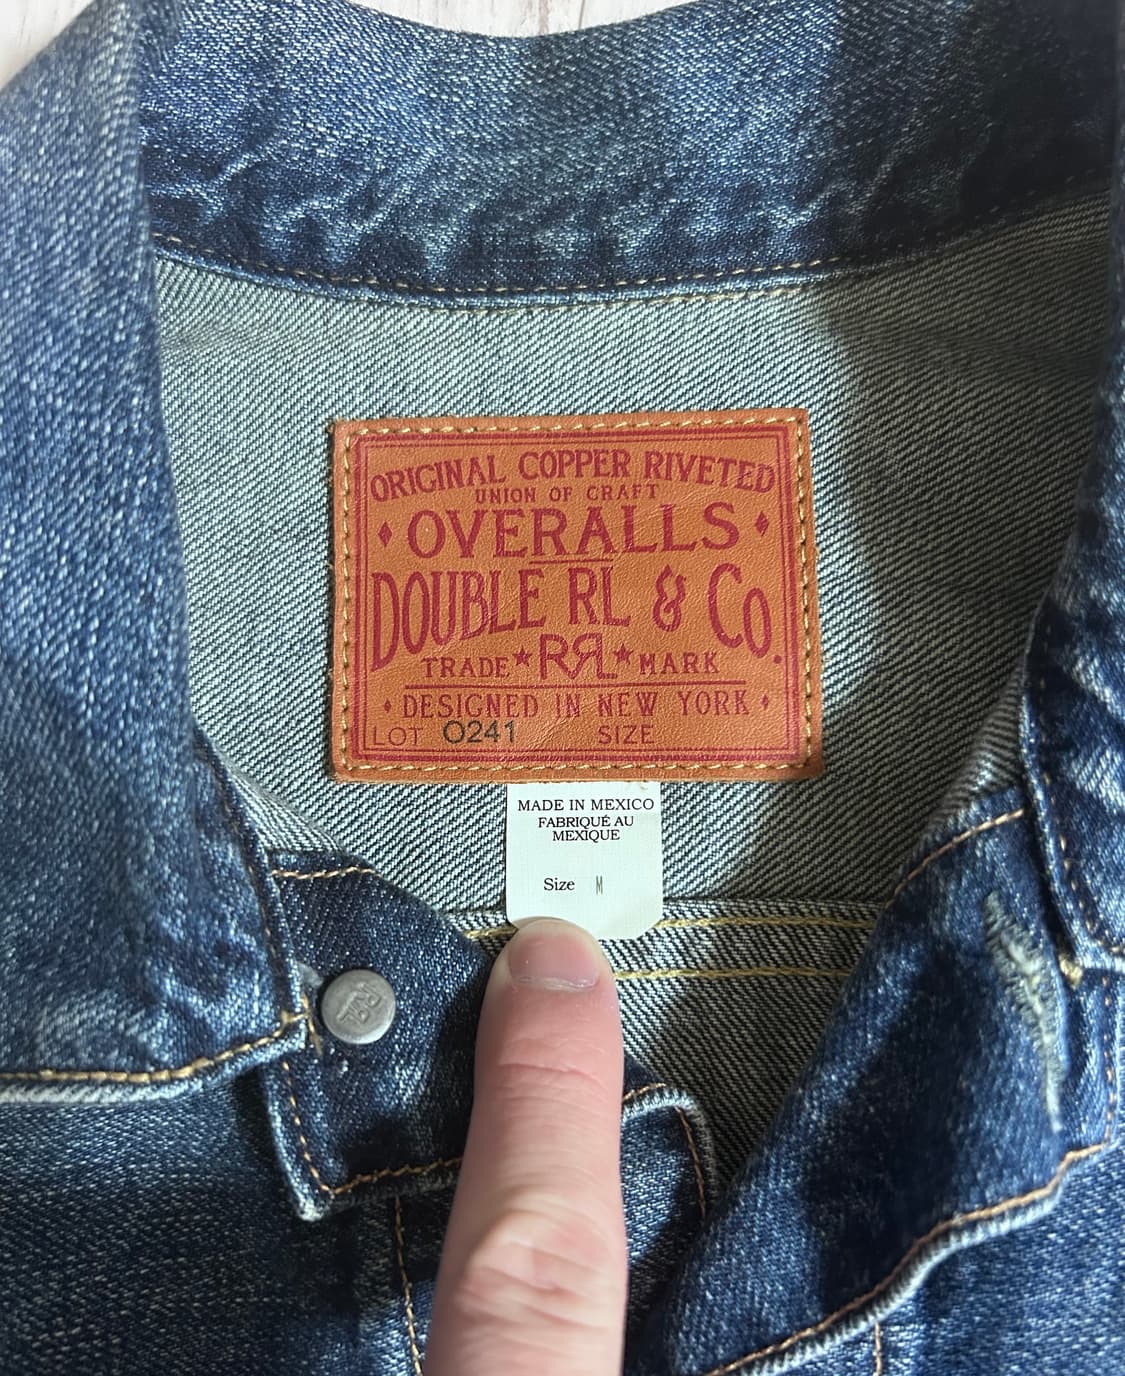 ORIGINAL COPPER RIVETED
UNION OF CRAFT
OVERALLS
DOUBLE RL & Co.
TRADE ★ RRL ★ MARK
DESIGNED IN NEW YORK
LOT 0241 SIZE
MADE IN MEXICO
FABRIQUÉ AU
MEXIQUE
Size M
RRL